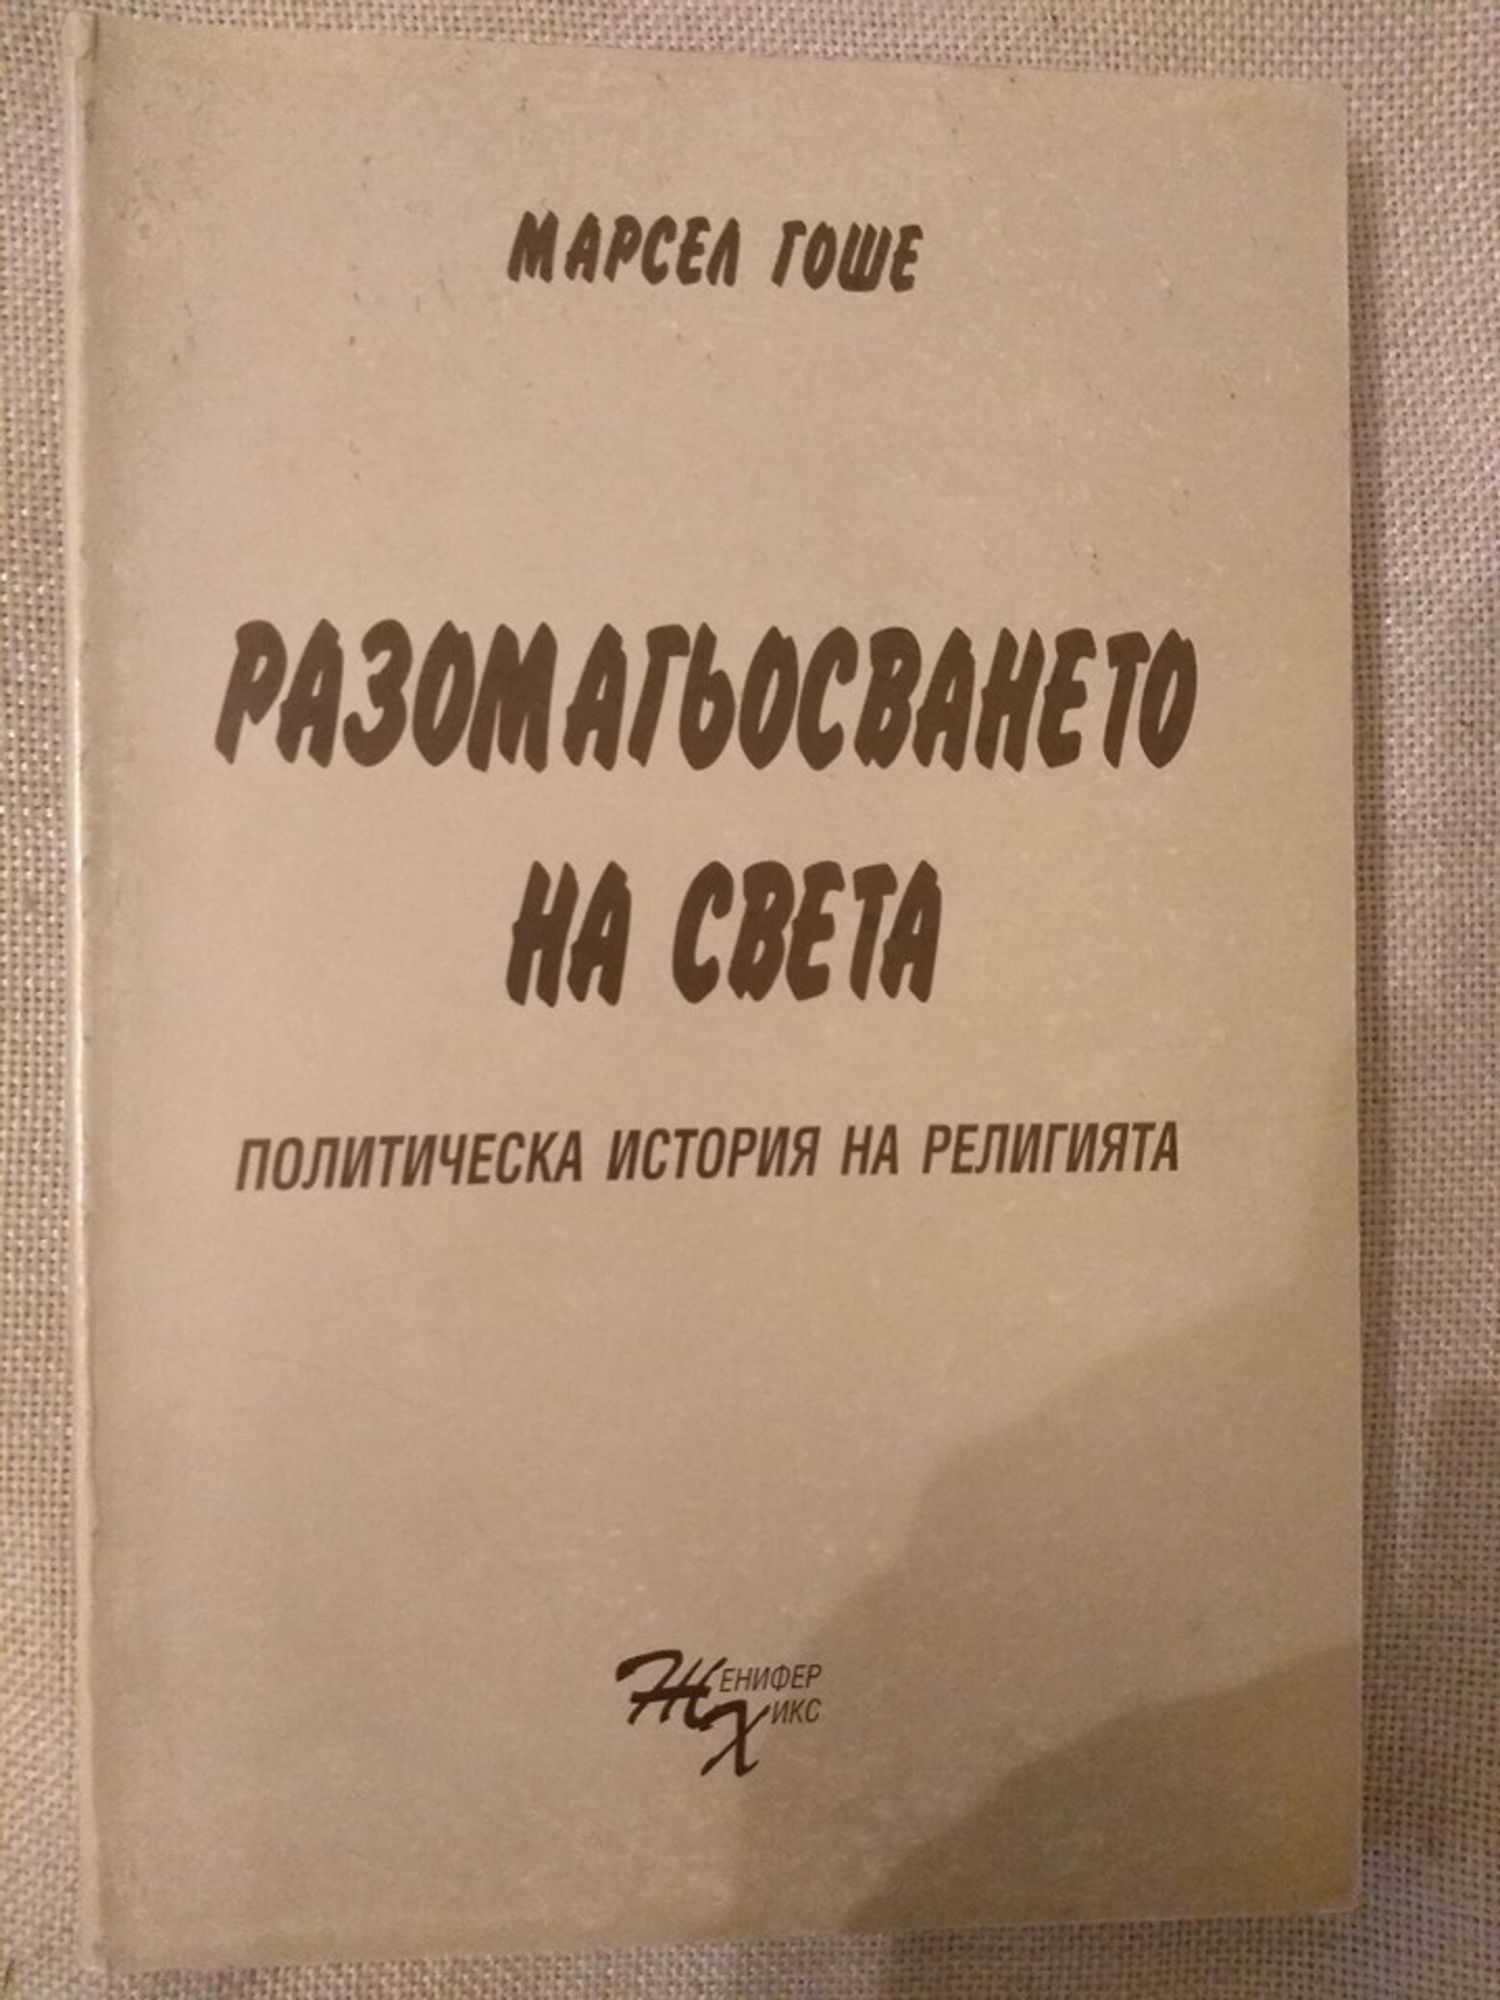 МАРСЕЛ ГОШЕ
РАЗОМАГЬОСВАНЕТО
НА СВЕТА
ПОЛИТИЧЕСКА ИСТОРИЯ НА РЕЛИГИЯТА
ЖЕНИФЕР
ХИКС